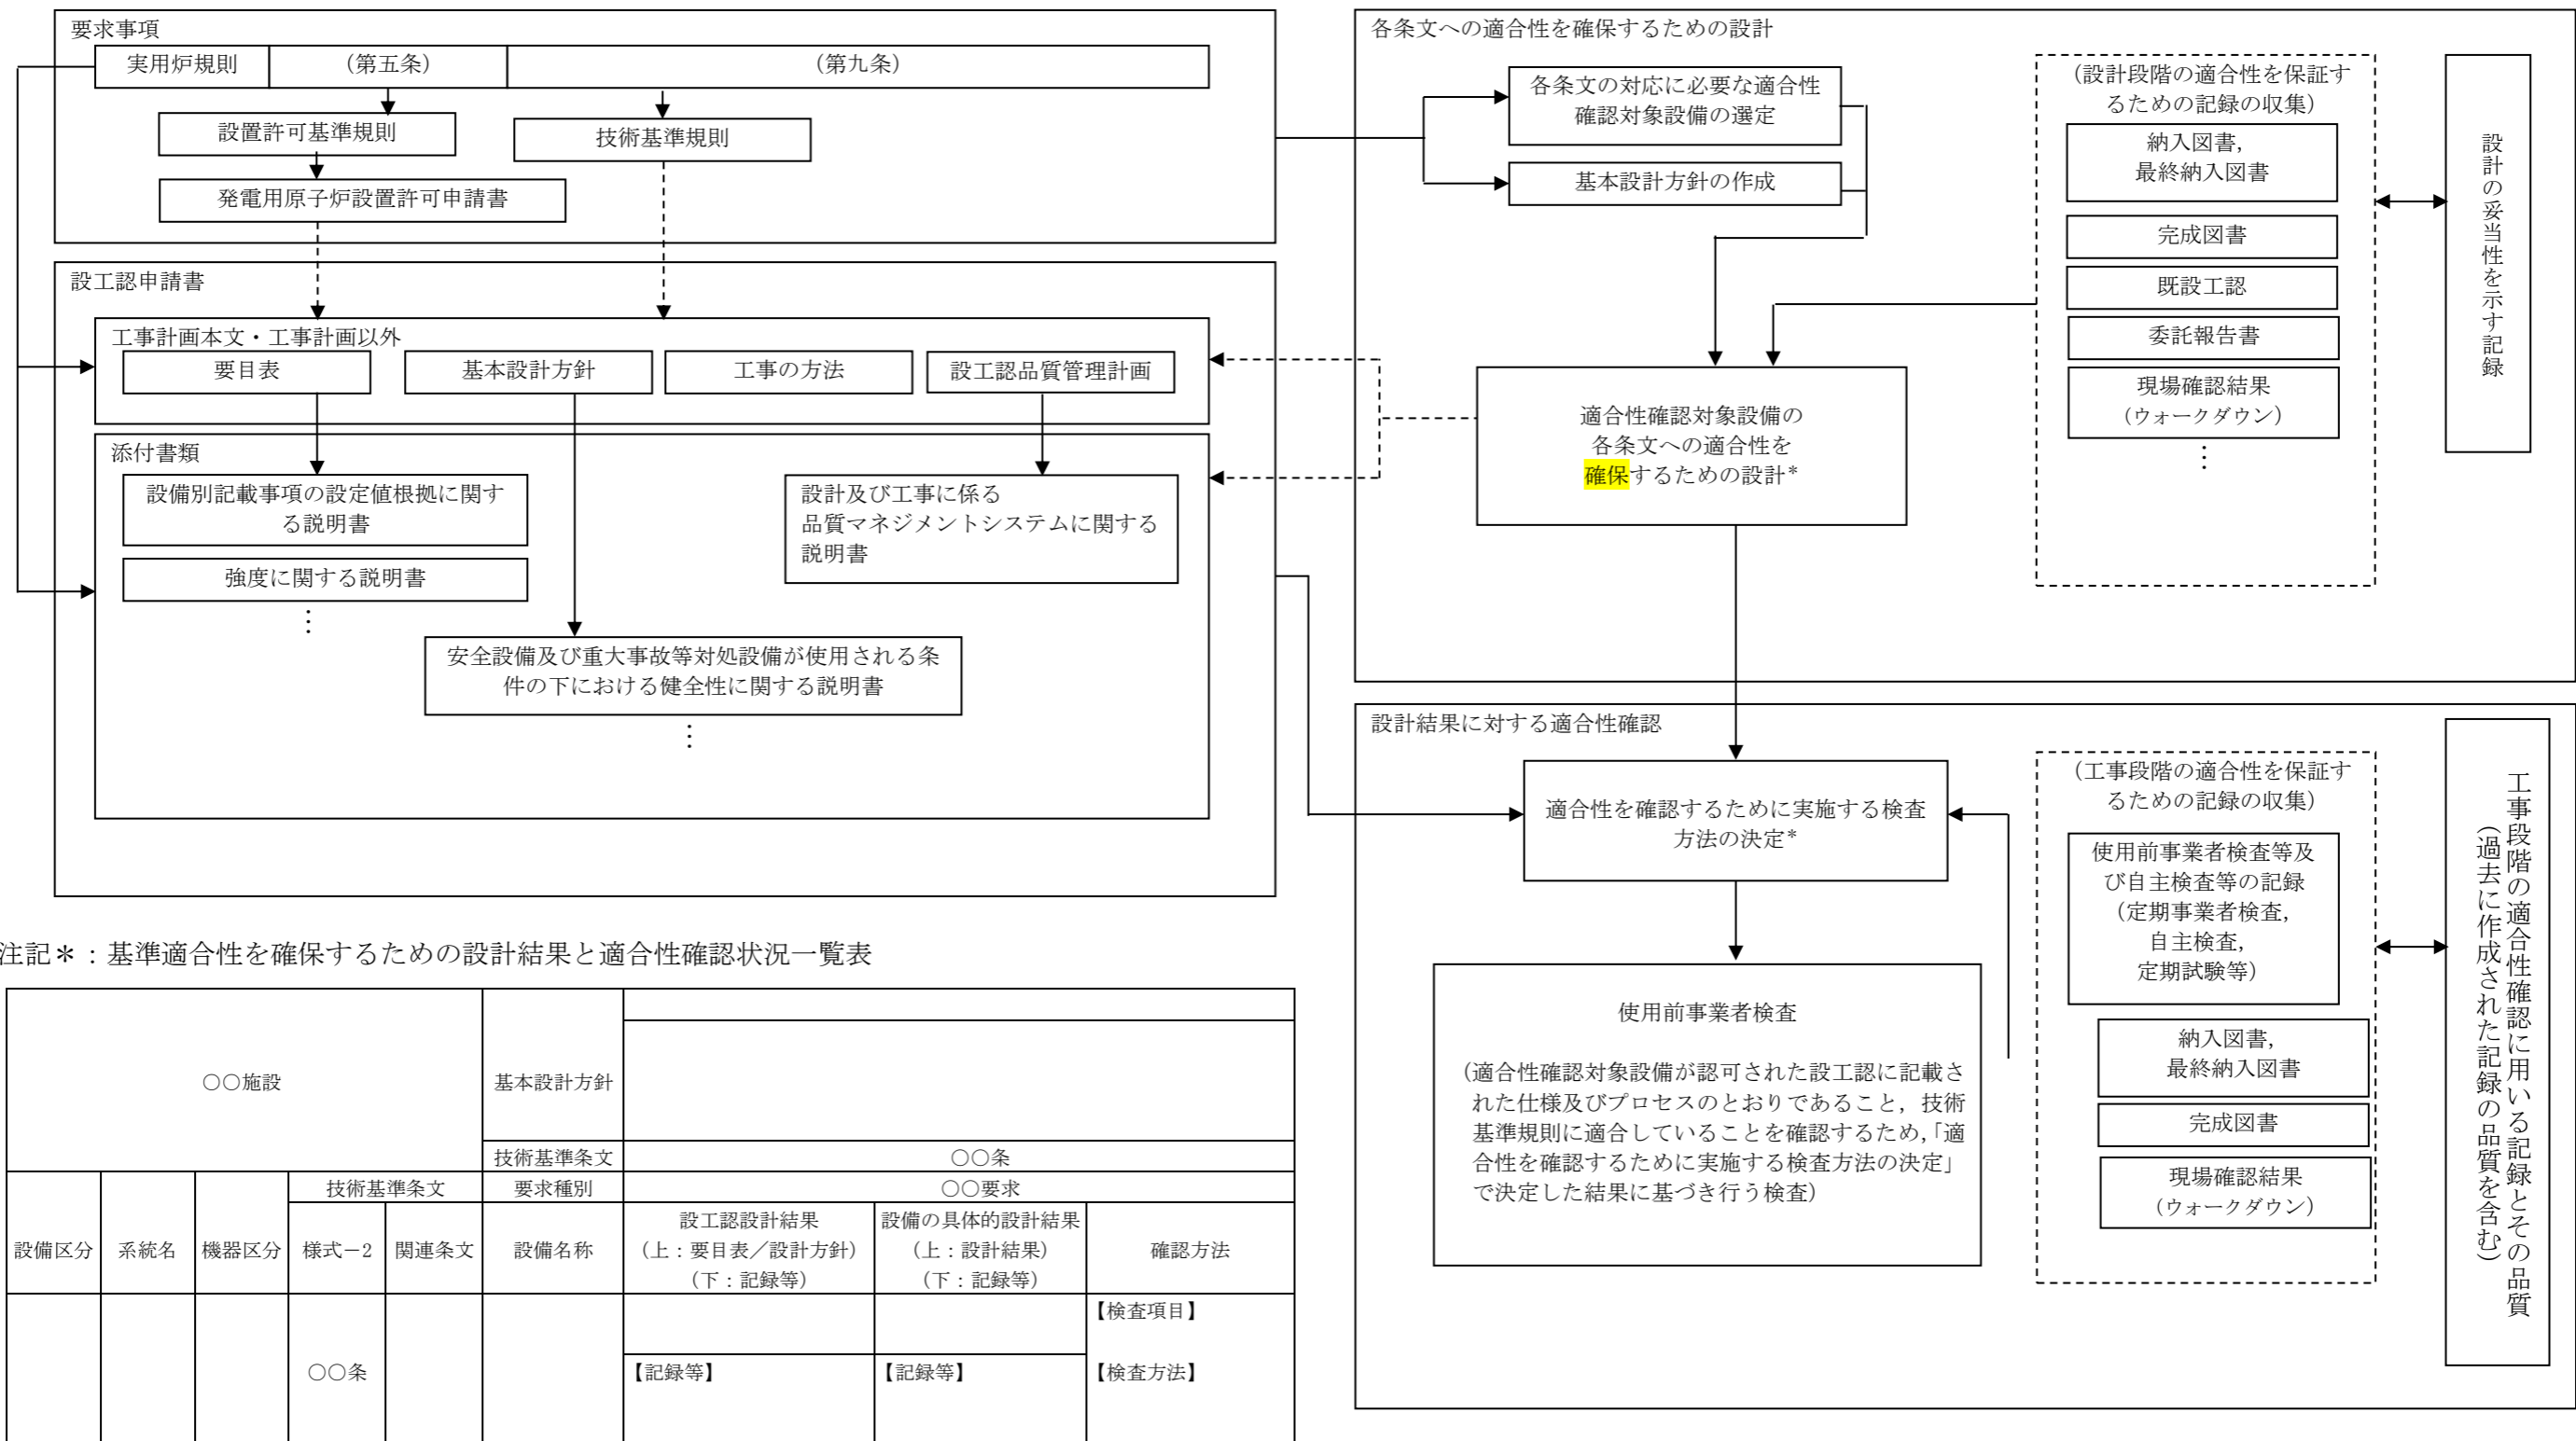 要求事項
実用炉規則
（第五条）
（第九条）
設置許可基準規則
技術基準規則
発電用原子炉設置許可申請書
設工認申請書
工事計画本文・工事計画以外
要目表
基本設計方針
工事の方法
設工認品質管理計画
添付書類
設備別記載事項の設定値根拠に関す
る説明書
設計及び工事に係る
品質マネジメントシステムに関する
説明書
強度に関する説明書
⋮
安全設備及び重大事故等対処設備が使用される条
件の下における健全性に関する説明書
⋮
各条文への適合性を確保するための設計
各条文の対応に必要な適合性
確認対象設備の選定
基本設計方針の作成
（設計段階の適合性を保証す
るための記録の収集）
納入図書，
最終納入図書
完成図書
既設工認
委託報告書
現場確認結果
（ウォークダウン）
⋮
設計の妥当性を示す記録
適合性確認対象設備の
各条文への適合性を
確保するための設計*
設計結果に対する適合性確認
適合性を確認するために実施する検査
方法の決定*
使用前事業者検査
（適合性確認対象設備が認可された設工認に記載さ
れた仕様及びプロセスのとおりであること，技術
基準規則に適合していることを確認するため，「適
合性を確認するために実施する検査方法の決定」
で決定した結果に基づき行う検査）
（工事段階の適合性を保証す
るための記録の収集）
使用前事業者検査等及
び自主検査等の記録
（定期事業者検査，
自主検査，
定期試験等）
納入図書，
最終納入図書
完成図書
現場確認結果
（ウォークダウン）
工事段階の適合性確認に用いる記録とその品質
（過去に作成された記録の品質を含む）
注記＊：基準適合性を確保するための設計結果と適合性確認状況一覧表
○○施設
基本設計方針
技術基準条文
○○条
技術基準条文
要求種別
○○要求
設備区分
系統名
機器区分
様式－2
関連条文
設備名称
設工認設計結果
（上：要目表／設計方針）
（下：記録等）
設備の具体的設計結果
（上：設計結果）
（下：記録等）
確認方法
【検査項目】
○○条
【記録等】
【記録等】
【検査方法】